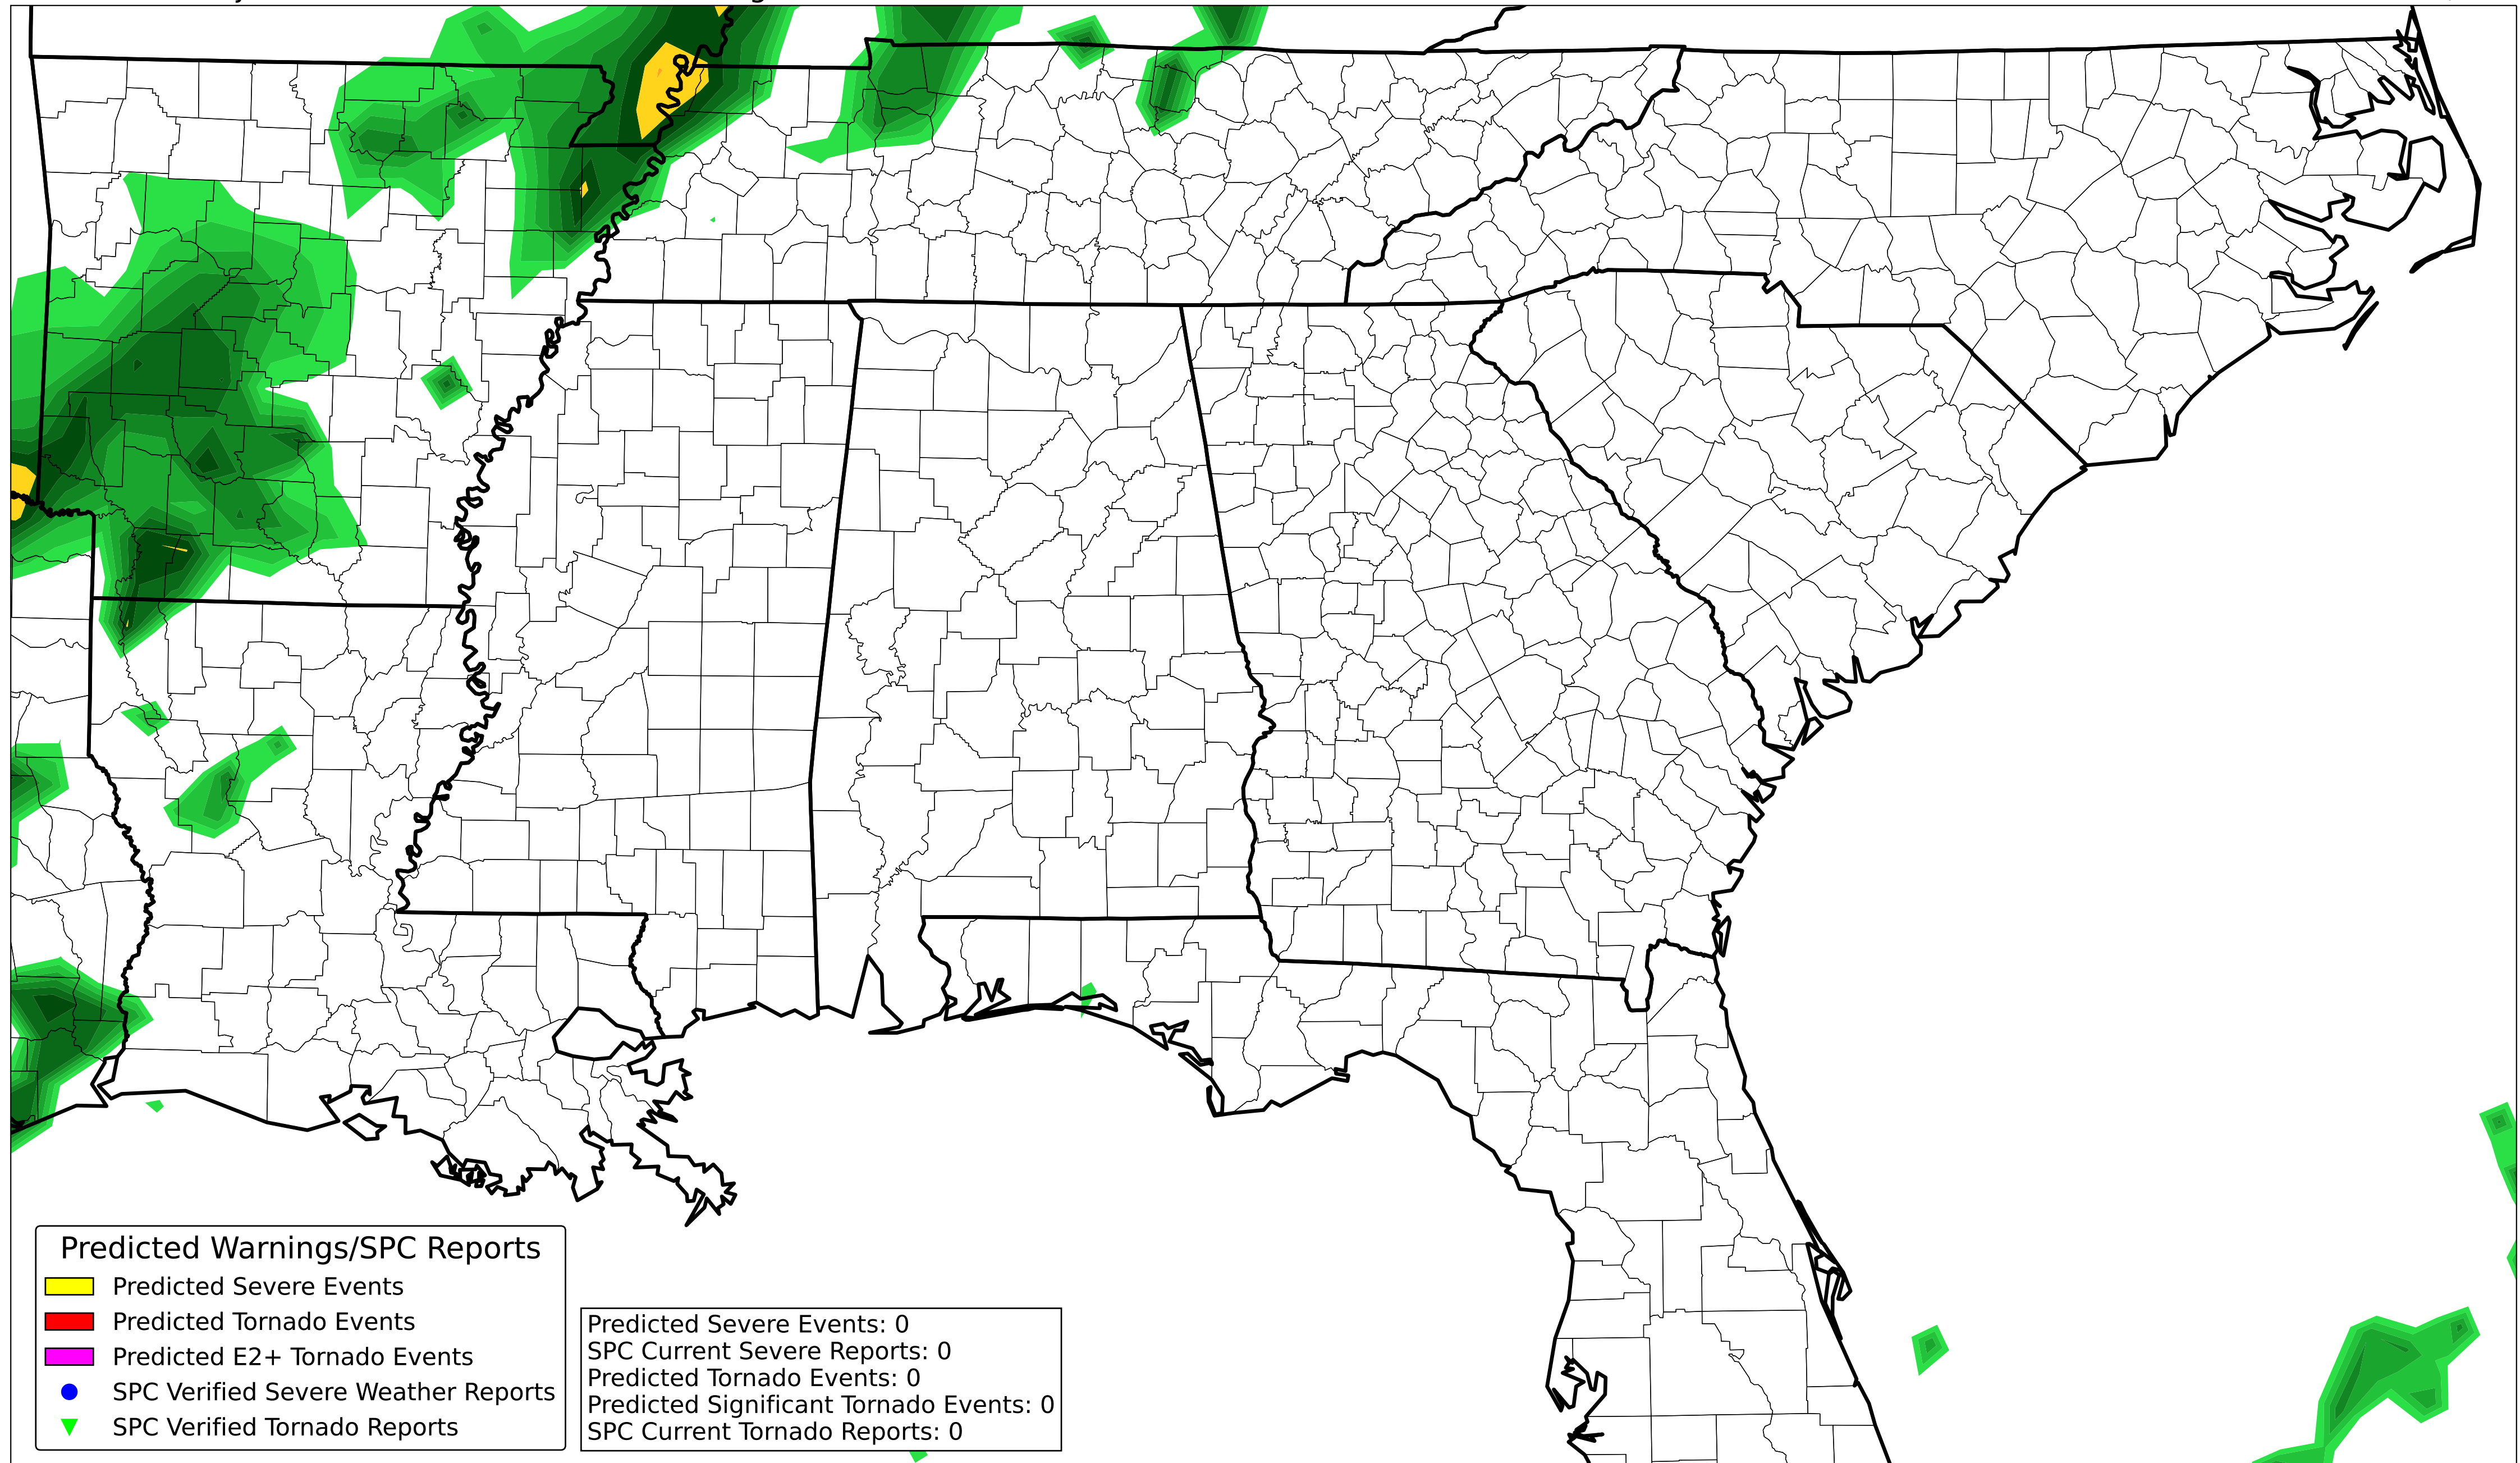 Predicted Warnings/SPC Reports
Predicted Severe Events
Predicted Tornado Events
Predicted E2+ Tornado Events
SPC Verified Severe Weather Reports
SPC Verified Tornado Reports
Predicted Severe Events: 0
SPC Current Severe Reports: 0
Predicted Tornado Events: 0
Predicted Significant Tornado Events: 0
SPC Current Tornado Reports: 0